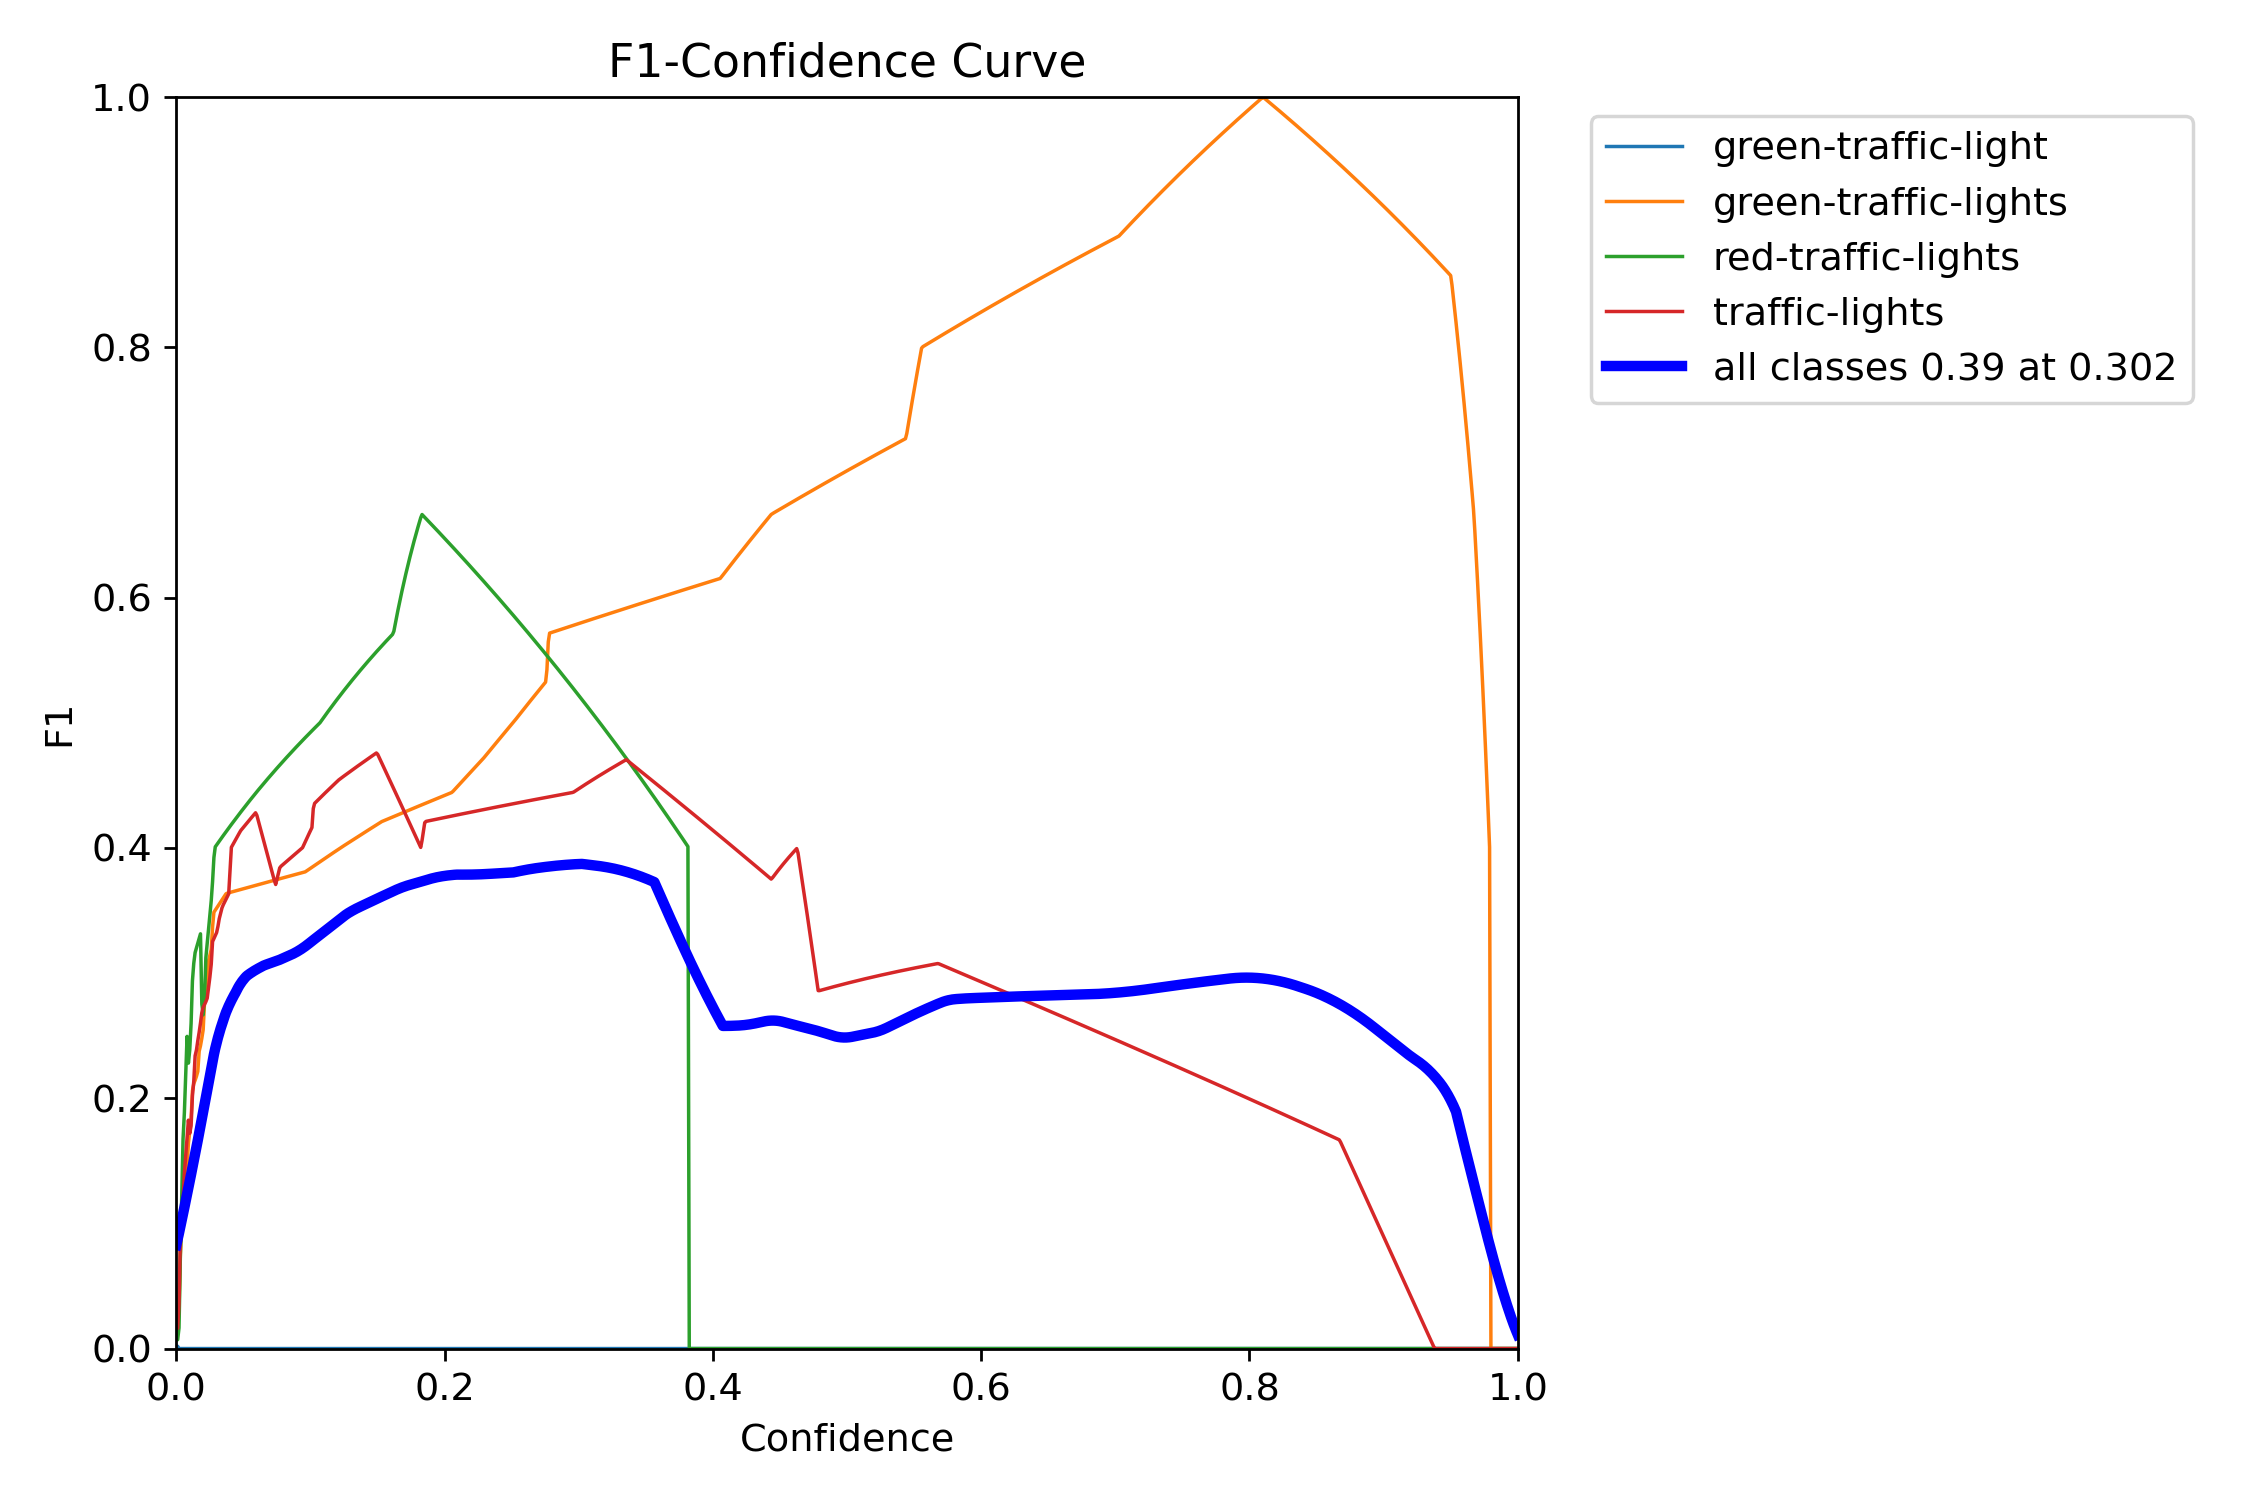 F1-Confidence Curve
1.0
0.8
0.6
0.4
0.2
0.0
F1
0.0 0.2 0.4 0.6 0.8 1.0
Confidence
green-traffic-light
green-traffic-lights
red-traffic-lights
traffic-lights
all classes 0.39 at 0.302